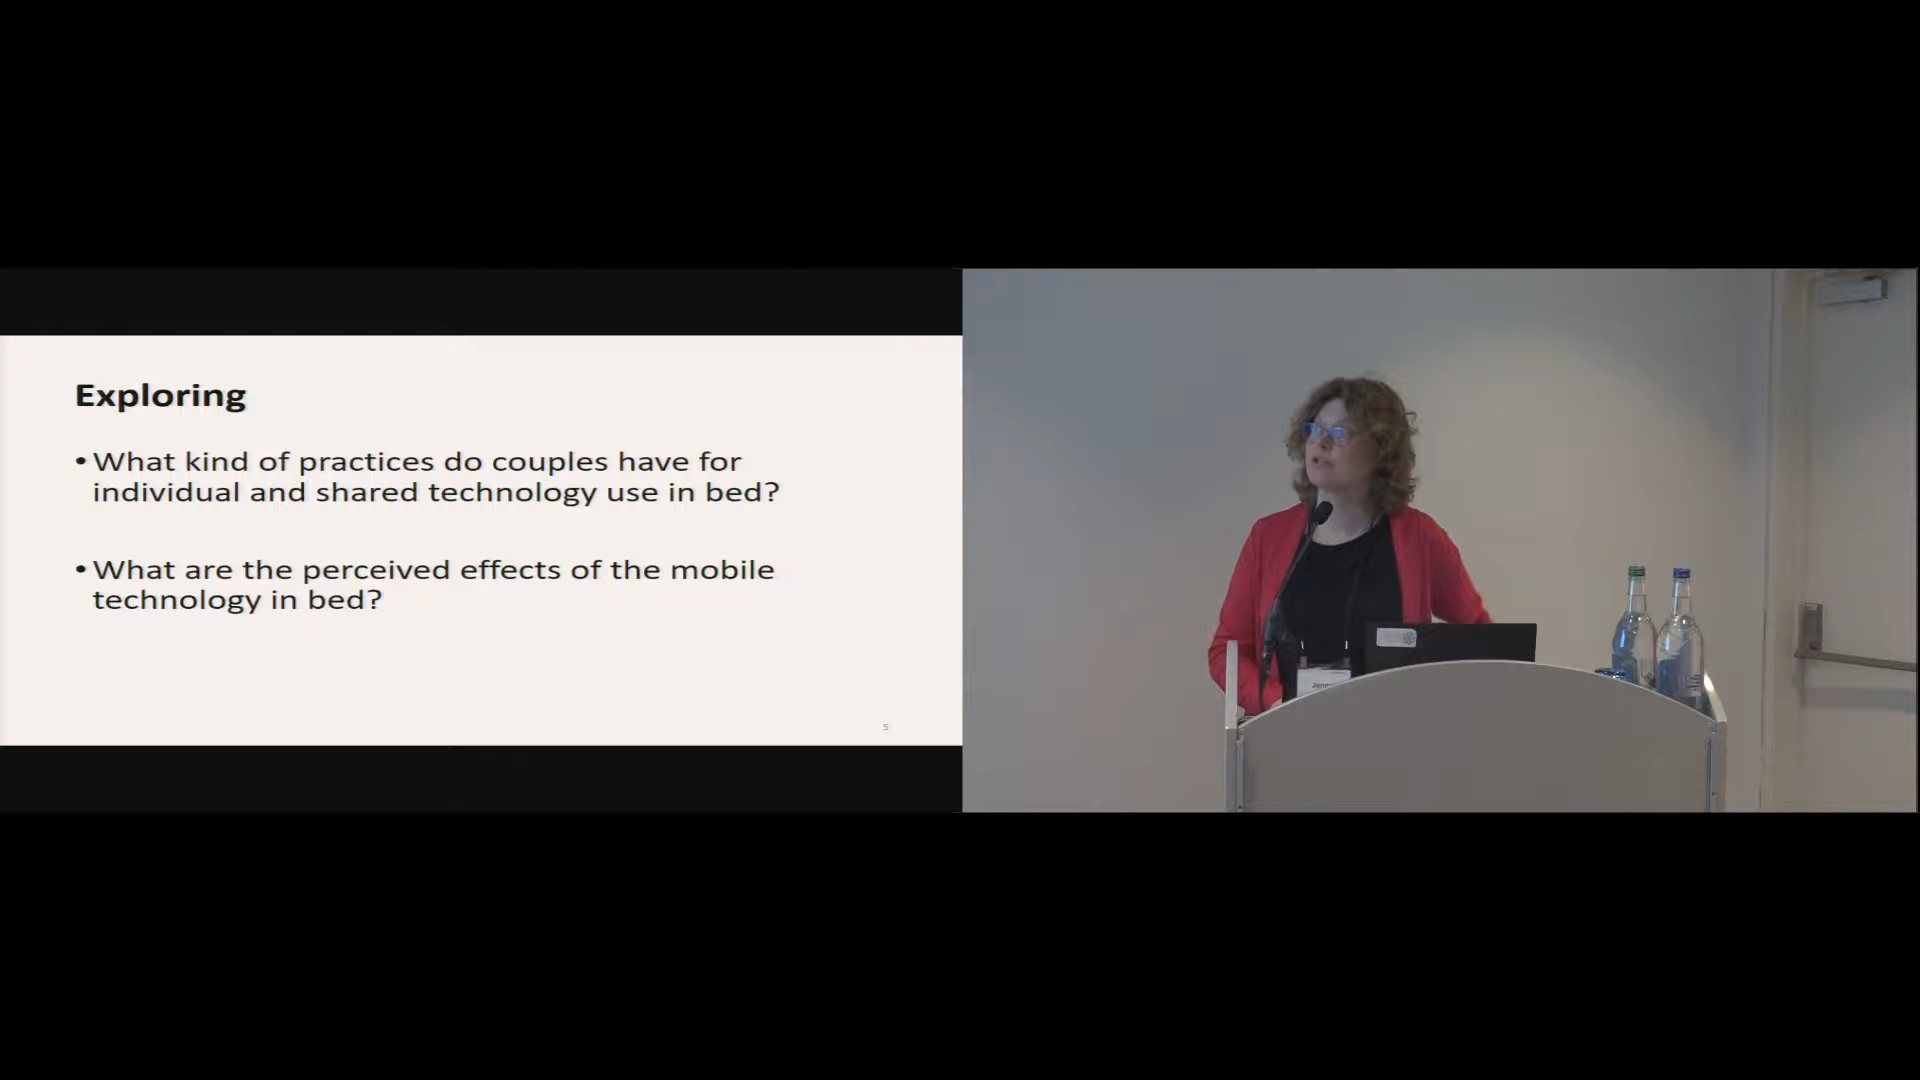 Exploring
• What kind of practices do couples have for
individual and shared technology use in bed?
• What are the perceived effects of the mobile
technology in bed?
5